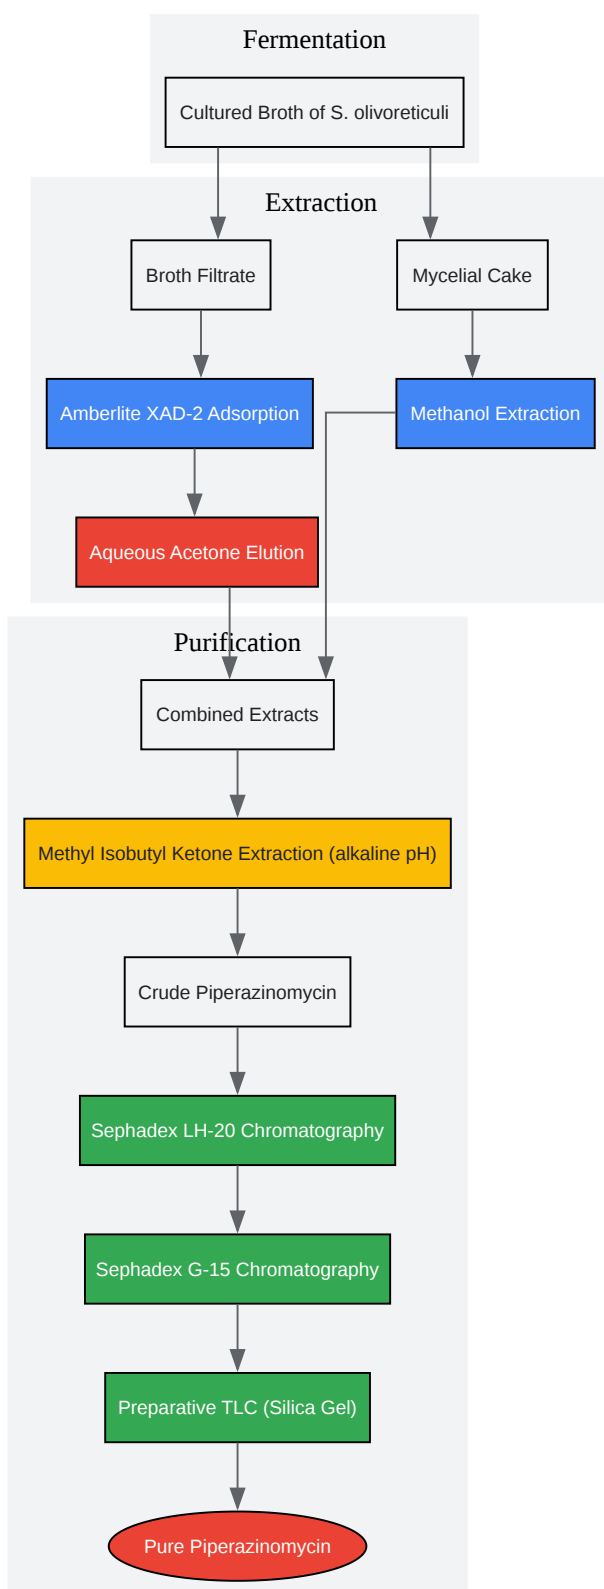 Fermentation
Cultured Broth of S. olivoreticuli
Extraction
Broth Filtrate
Mycelial Cake
Amberlite XAD-2 Adsorption
Methanol Extraction
Aqueous Acetone Elution
Purification
Combined Extracts
Methyl Isobutyl Ketone Extraction (alkaline pH)
Crude Piperazinomycin
Sephadex LH-20 Chromatography
Sephadex G-15 Chromatography
Preparative TLC (Silica Gel)
Pure Piperazinomycin